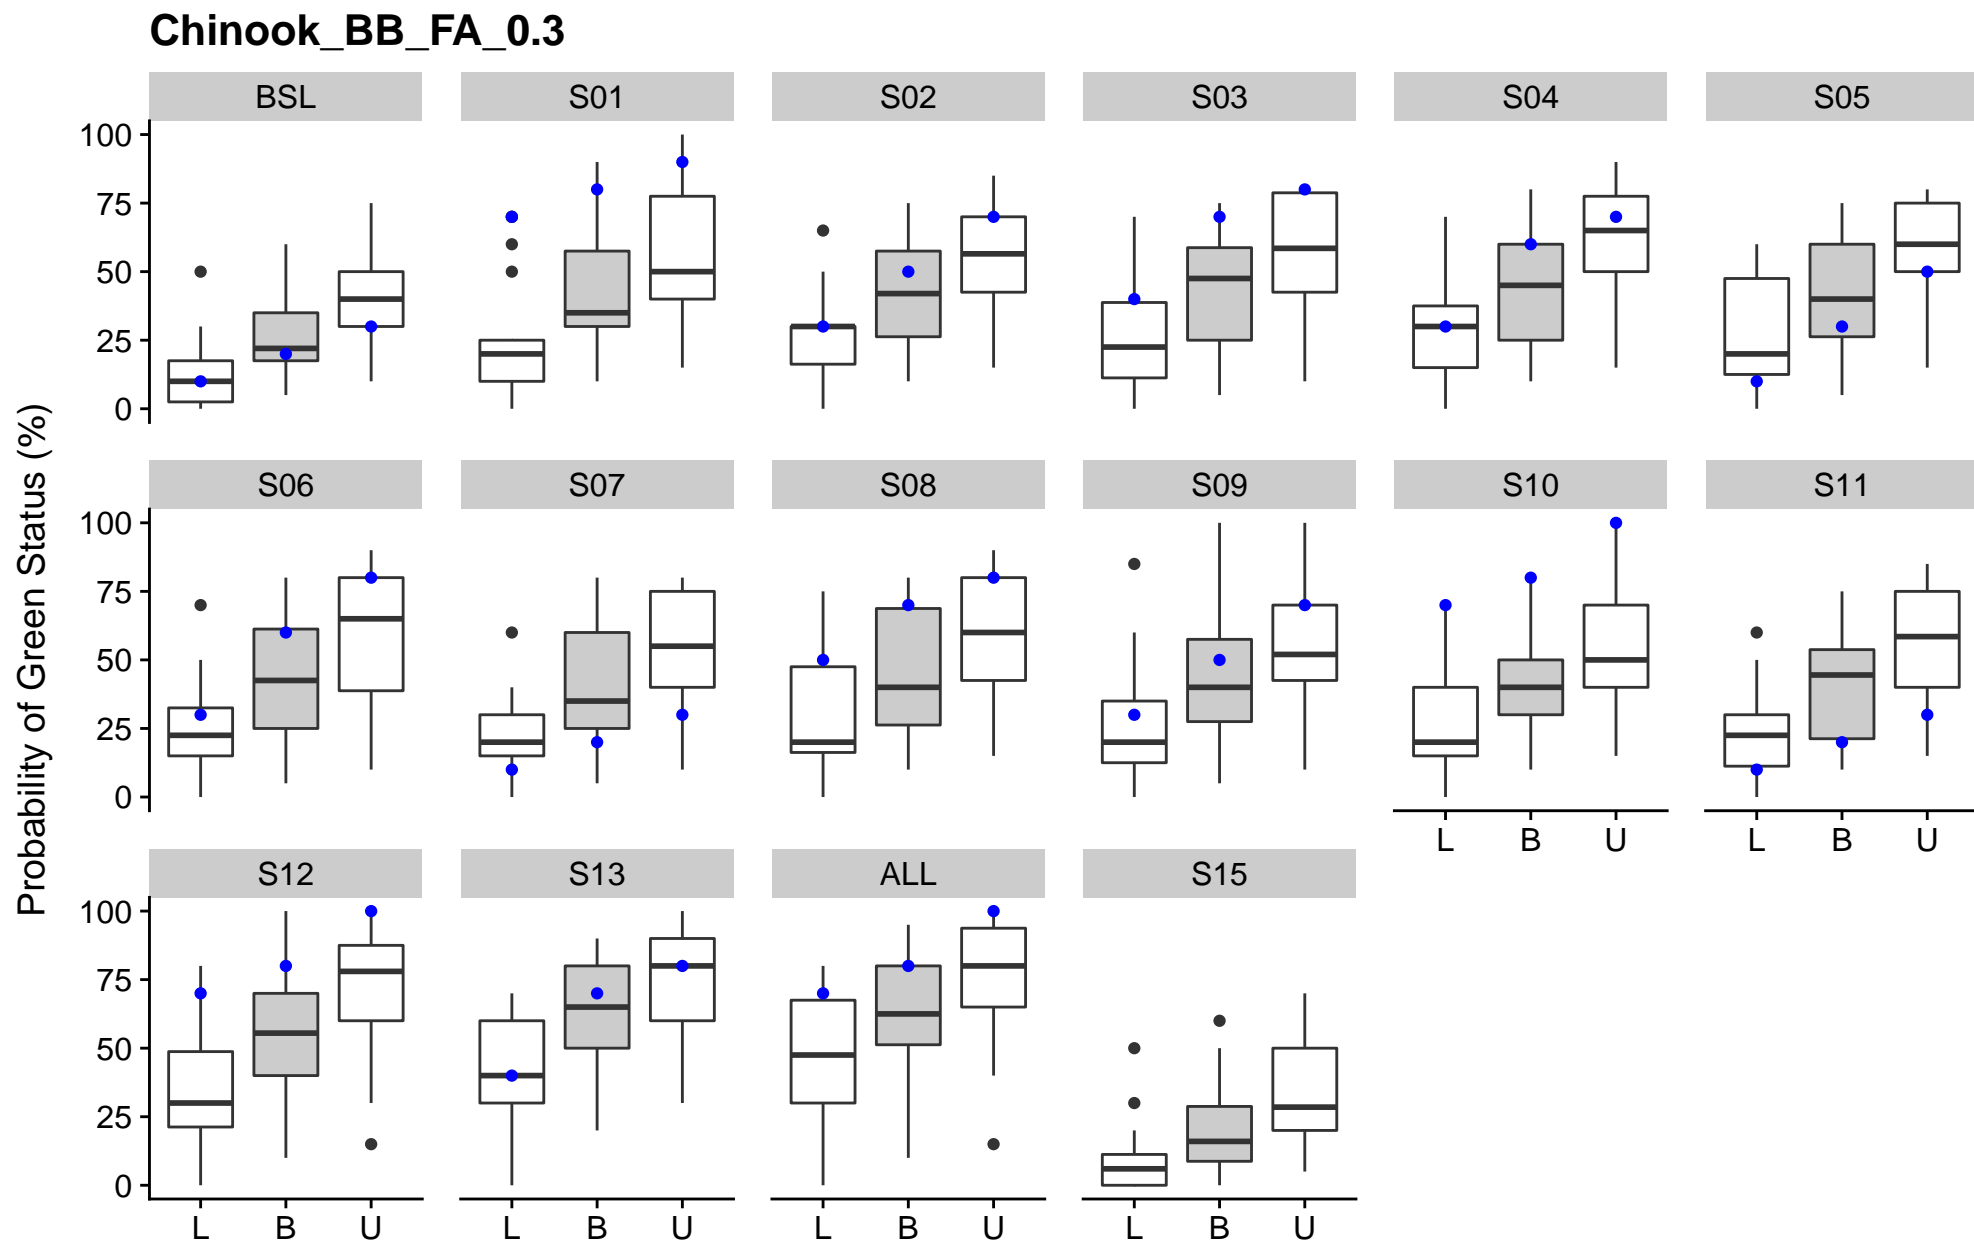 Chinook_BB_FA_0.3
BSL S01 S02 S03 S04 S05
100
75
50
25
0
S06 S07 S08 S09 S10 S11
100
75
50
25
0
L B U L B U
S12 S13 ALL S15
100
75
50
25
0
L B U L B U L B U L B U
Probability of Green Status (%)